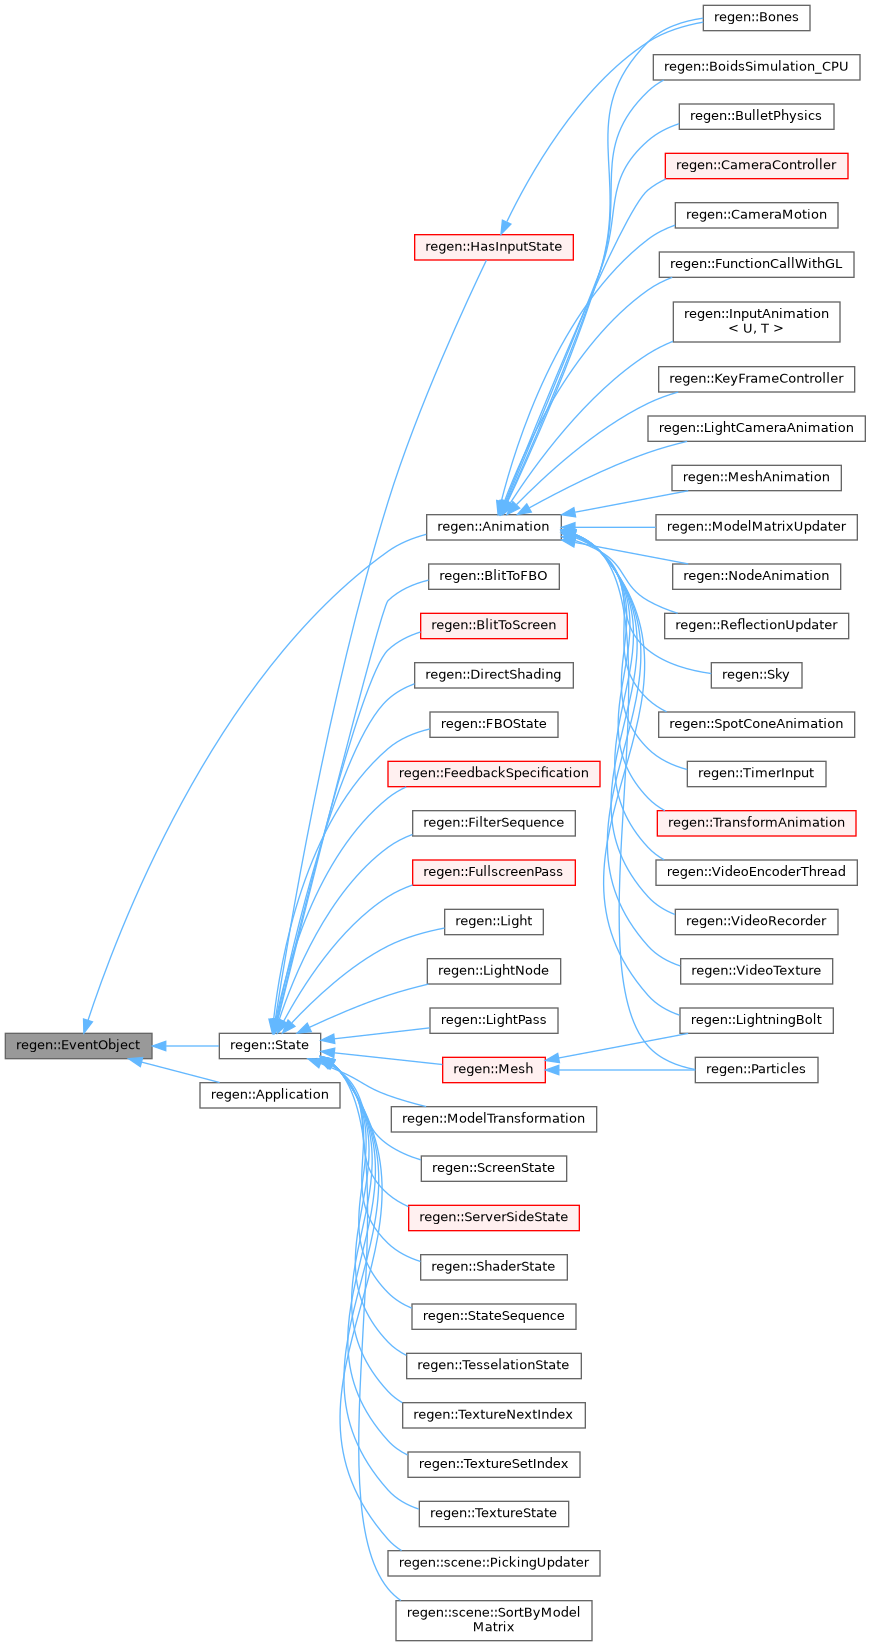 regen::Bones
regen::BoidsSimulation_CPU
regen::BulletPhysics
regen::CameraController
regen::CameraMotion
regen::HasInputState
regen::FunctionCallWithGL
regen::InputAnimation
< U, T >
regen::KeyFrameController
regen::LightCameraAnimation
regen::MeshAnimation
regen::Animation
regen::ModelMatrixUpdater
regen::BlitToFBO
regen::NodeAnimation
regen::BlitToScreen
regen::ReflectionUpdater
regen::DirectShading
regen::Sky
regen::FBOState
regen::SpotConeAnimation
regen::FeedbackSpecification
regen::TimerInput
regen::FilterSequence
regen::TransformAnimation
regen::FullscreenPass
regen::VideoEncoderThread
regen::Light
regen::VideoRecorder
regen::LightNode
regen::VideoTexture
regen::LightPass
regen::LightningBolt
regen::EventObject
regen::State
regen::Mesh
regen::Particles
regen::Application
regen::ModelTransformation
regen::ScreenState
regen::ServerSideState
regen::ShaderState
regen::StateSequence
regen::TesselationState
regen::TextureNextIndex
regen::TextureSetIndex
regen::TextureState
regen::scene::PickingUpdater
regen::scene::SortByModel
Matrix